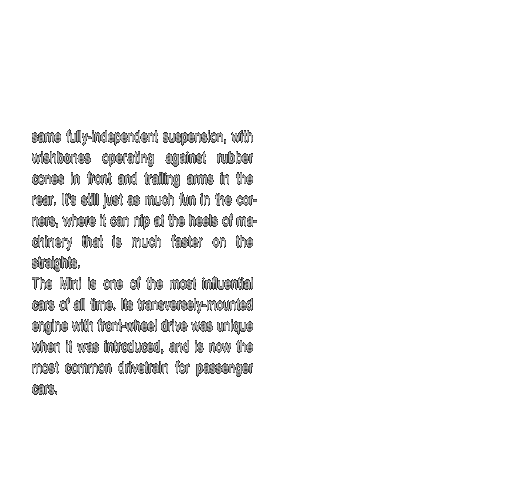 same fully-independent suspension, with
wishbones operating against rubber
cones in front and trailing arms in the
rear. It's still just as much fun in the cor-
ners, where it can nip at the heels of ma-
chinery that is much faster on the
straights.
The Mini is one of the most influential
cars of all time. Its transversely-mounted
engine with front-wheel drive was unique
when it was introduced, and is now the
most common drivetrain for passenger
cars.